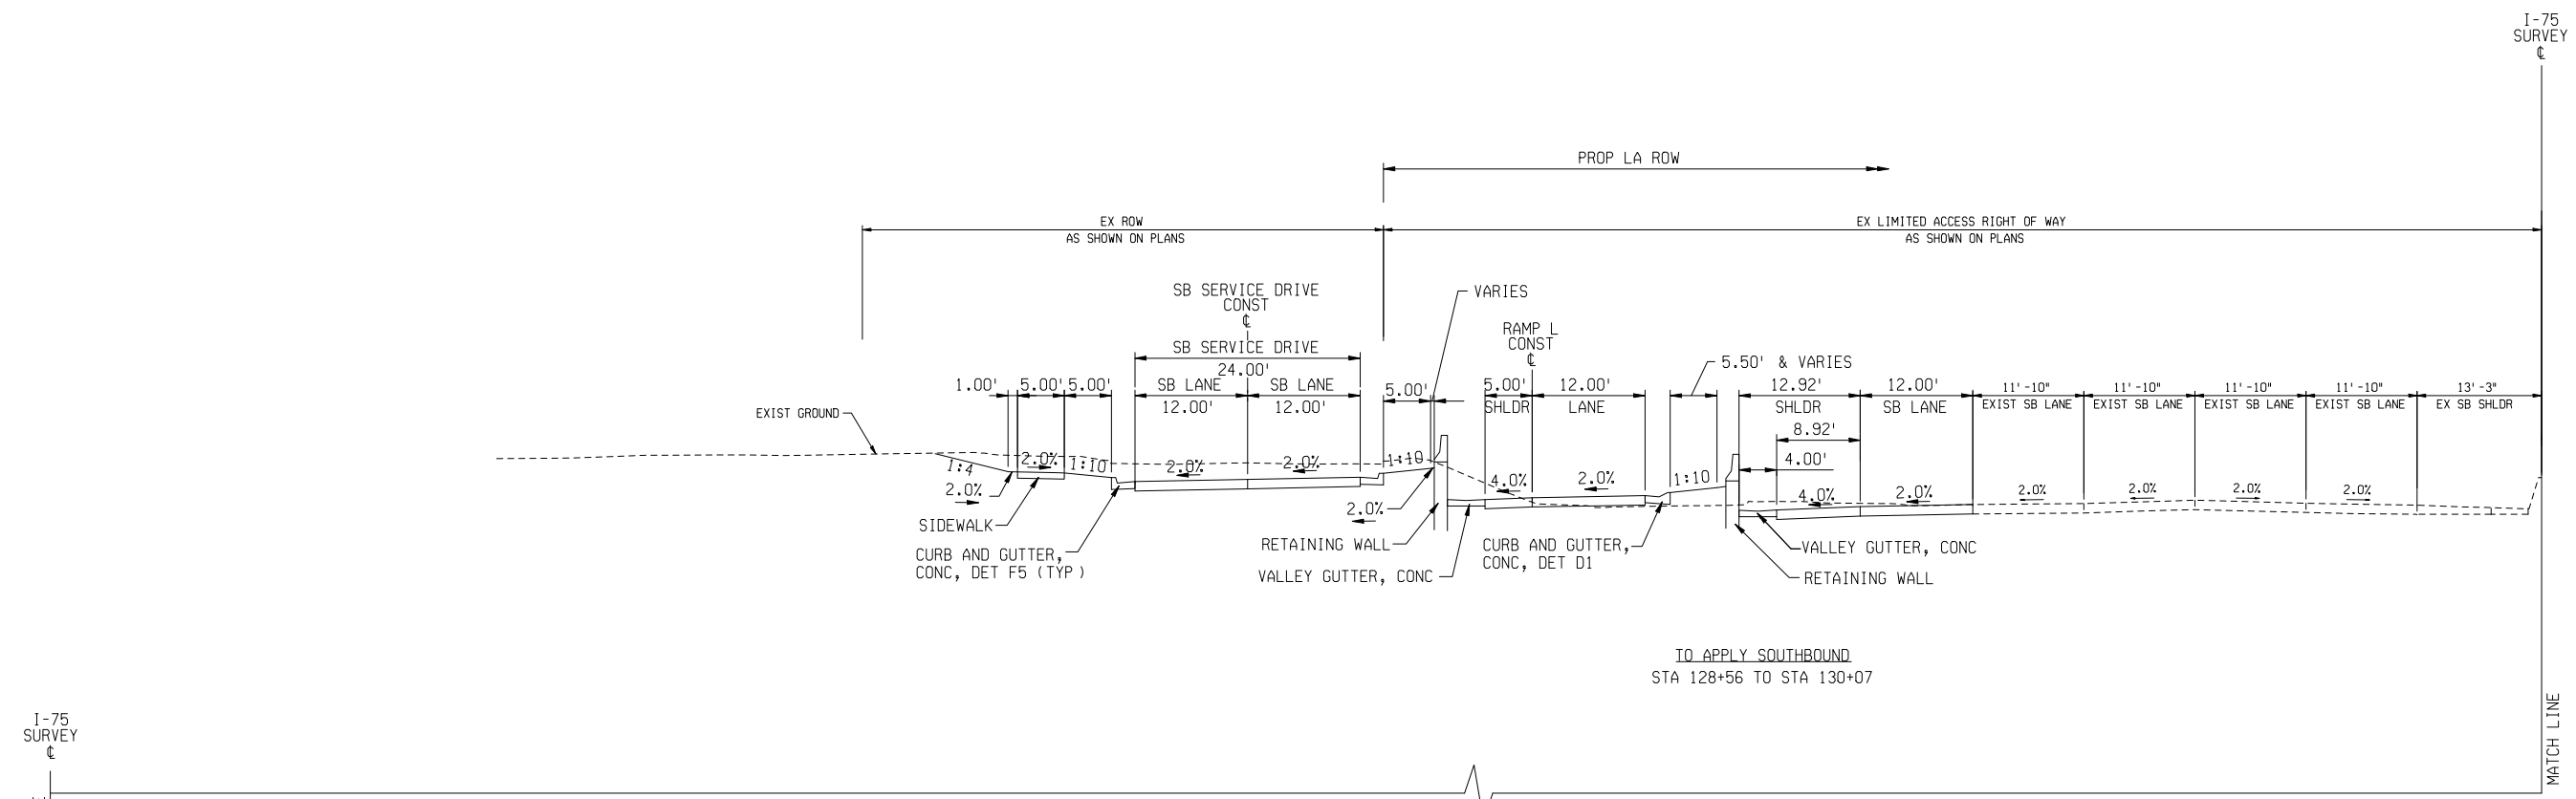 I-75
SURVEY
℄
PROP LA ROW
EX ROW
AS SHOWN ON PLANS
EX LIMITED ACCESS RIGHT OF WAY
AS SHOWN ON PLANS
SB SERVICE DRIVE
CONST
℄
SB SERVICE DRIVE
24.00'
VARIES
RAMP L
CONST
℄
5.50' & VARIES
1.00'
5.00'
5.00'
SB LANE
12.00'
SB LANE
12.00'
5.00'
5.00'
SHLDR
12.00'
LANE
12.92'
SHLDR
8.92'
4.00'
12.00'
SB LANE
11'-10"
EXIST SB LANE
11'-10"
EXIST SB LANE
11'-10"
EXIST SB LANE
11'-10"
EXIST SB LANE
13'-3"
EX SB SHLDR
EXIST GROUND
1:4
2.0%
2.0%
1:10
2.0%
2.0%
1:10
2.0%
4.0%
2.0%
1:10
4.0%
2.0%
2.0%
2.0%
2.0%
2.0%
SIDEWALK
CURB AND GUTTER,
CONC, DET F5 (TYP)
RETAINING WALL
VALLEY GUTTER, CONC
CURB AND GUTTER,
CONC, DET D1
VALLEY GUTTER, CONC
RETAINING WALL
TO APPLY SOUTHBOUND
STA 128+56 TO STA 130+07
MATCH LINE
I-75
SURVEY
℄